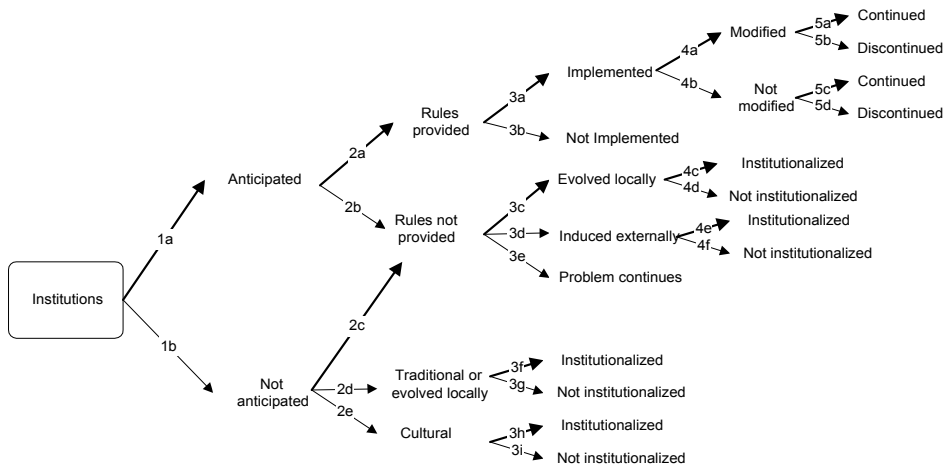 Institutions
1a
1b
Anticipated
Not
anticipated
2a
2b
2c
2d
2e
Rules
provided
Rules not
provided
Traditional or
evolved locally
Cultural
3a
3b
3c
3d
3e
3f
3g
3h
3i
Implemented
Not Implemented
Evolved locally
Induced externally
Problem continues
Institutionalized
Not institutionalized
Institutionalized
Not institutionalized
4a
4b
4c
4d
4e
4f
Modified
Not
modified
Institutionalized
Not institutionalized
Institutionalized
Not institutionalized
5a
5b
5c
5d
Continued
Discontinued
Continued
Discontinued